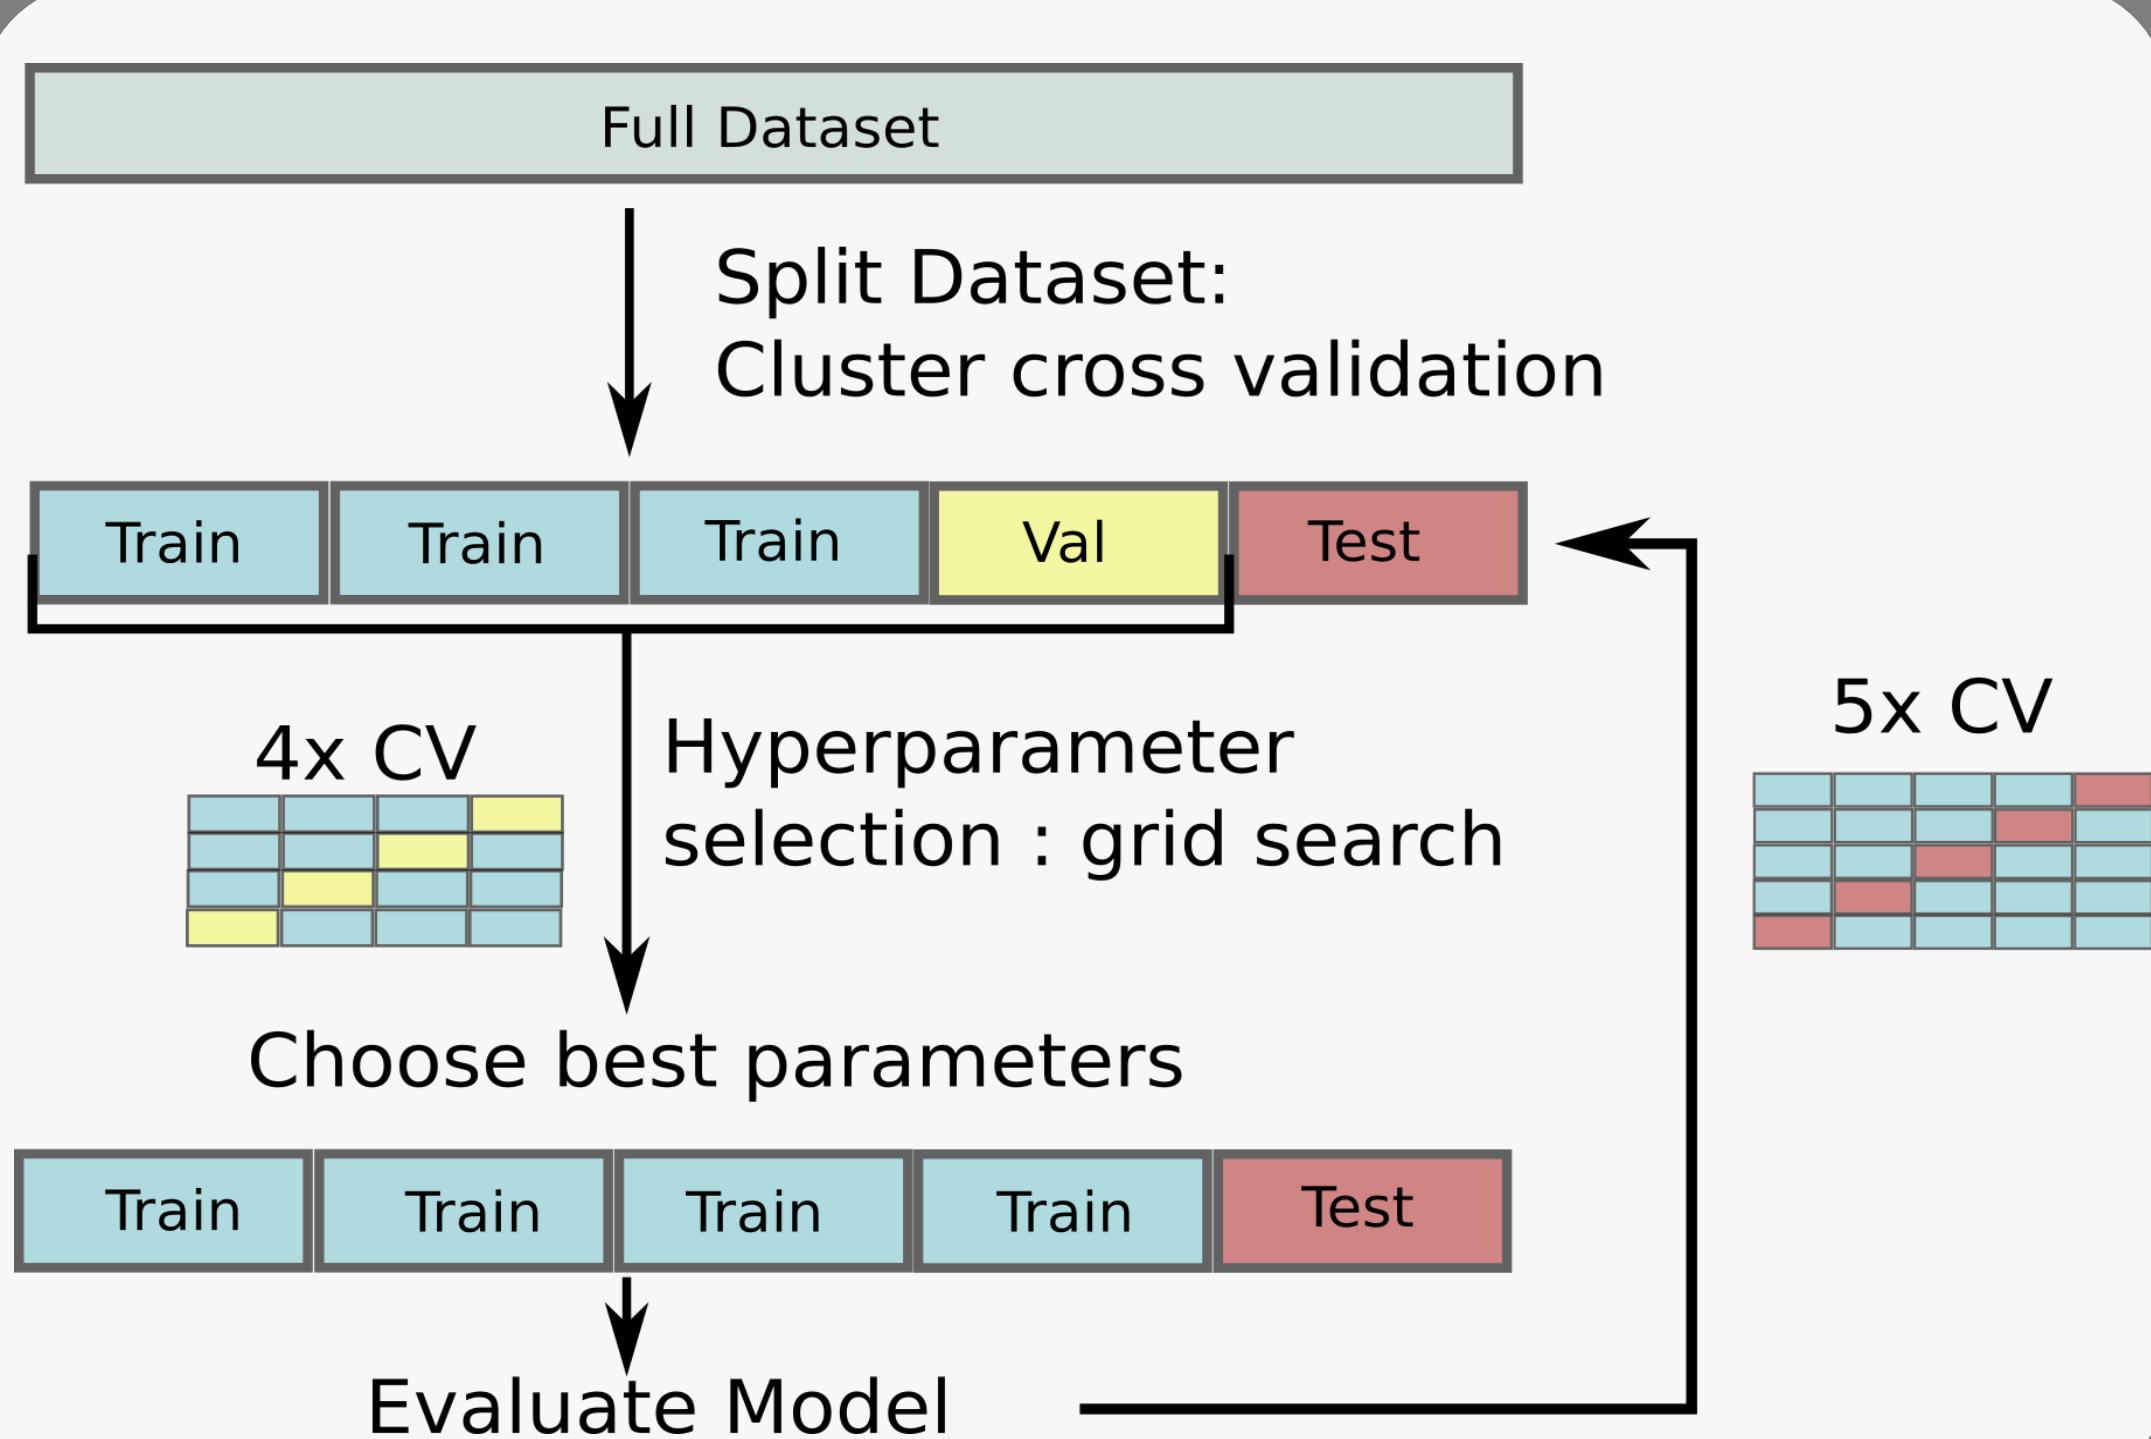 Full Dataset
Split Dataset:
Cluster cross validation
Train Train Train Val Test
4x CV
Hyperparameter
selection : grid search
5x CV
Choose best parameters
Train Train Train Train Test
Evaluate Model